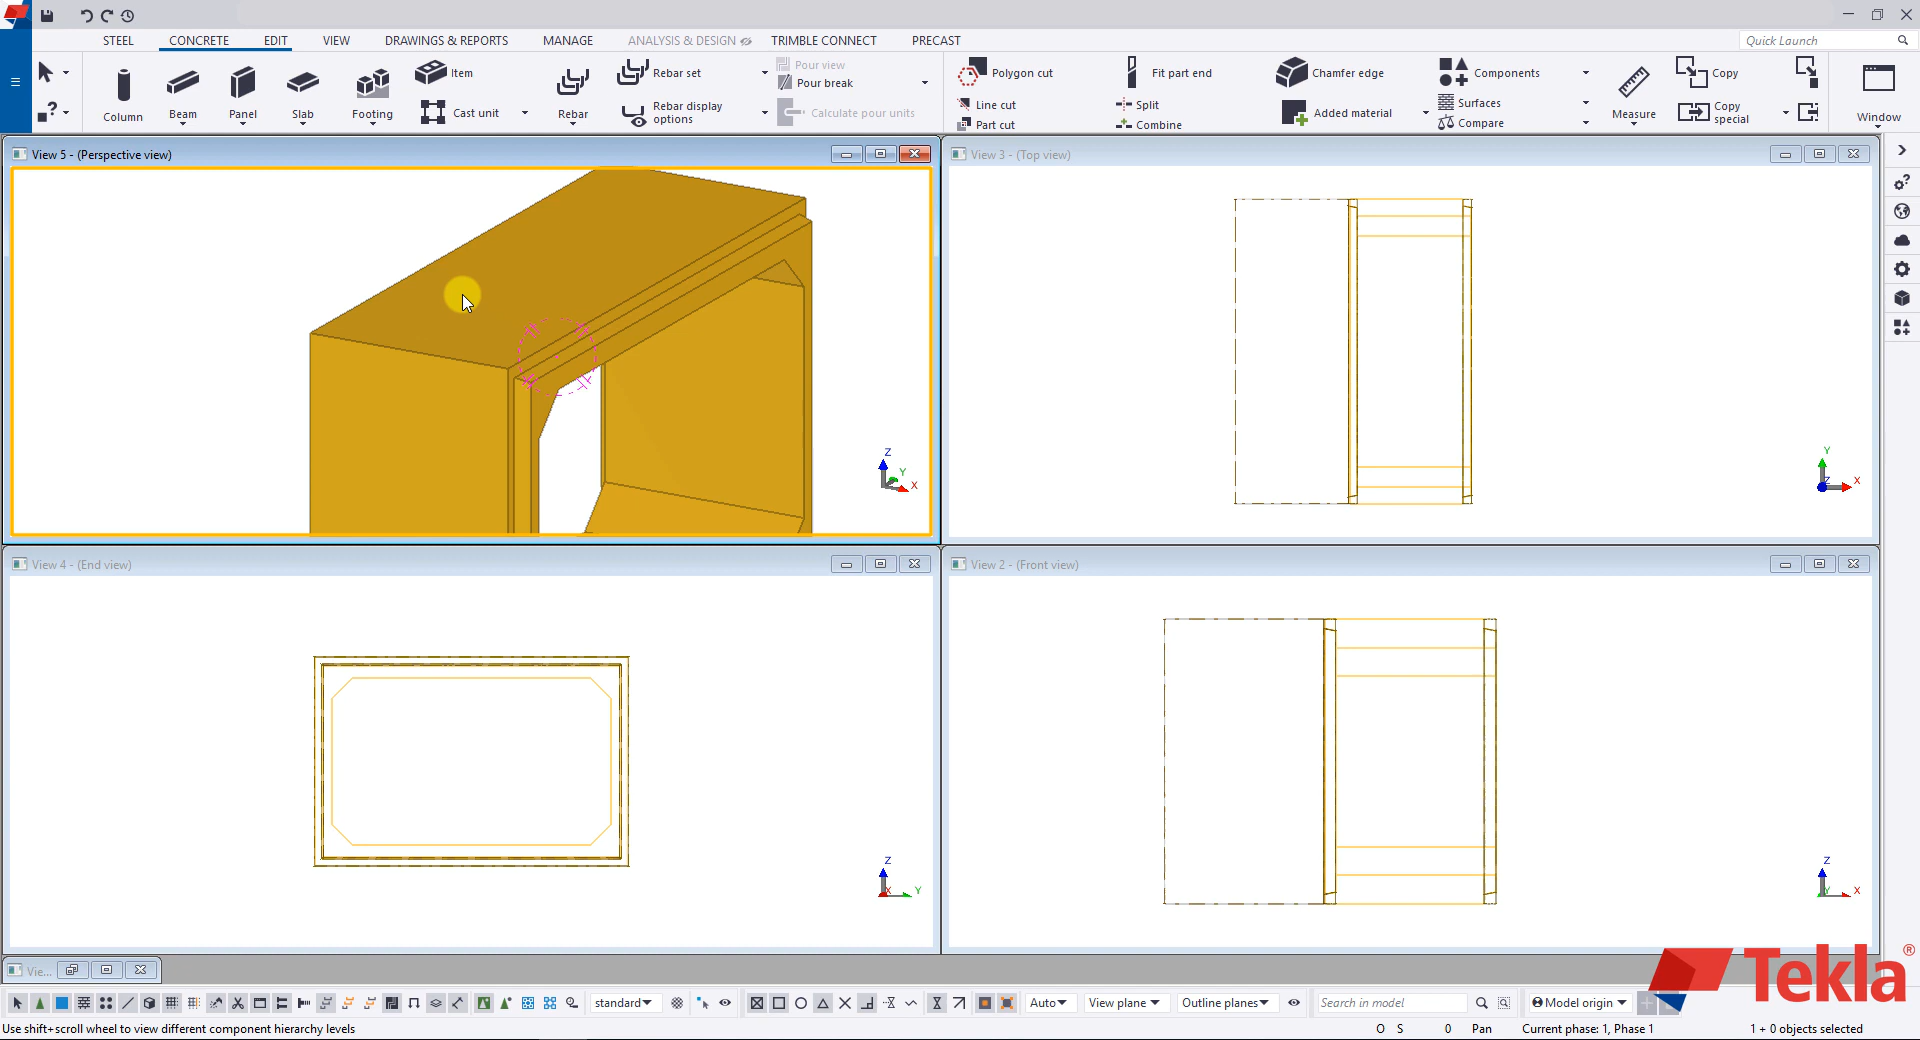 STEEL CONCRETE EDIT VIEW DRAWINGS & REPORTS MANAGE ANALYSIS & DESIGN TRIMBLE CONNECT PRECAST Quick Launch
Column Beam Panel Slab Footing Item Cast unit Rebar Rebar set Rebar display options Pour view Pour break Calculate pour units
Polygon cut Line cut Part cut Fit part end Split Combine Chamfer edge Added material Components Surfaces Compare Measure Copy Copy special Window
View 5 - (Perspective view)
View 3 - (Top view)
Z Y X
Y Z X
View 4 - (End view)
View 2 - (Front view)
Z X Y
Z Y X
Tekla®
Vie...
standard Auto View plane Outline planes Search in model Model origin
Use shift+scroll wheel to view different component hierarchy levels O S 0 Pan Current phase: 1, Phase 1 1 + 0 objects selected